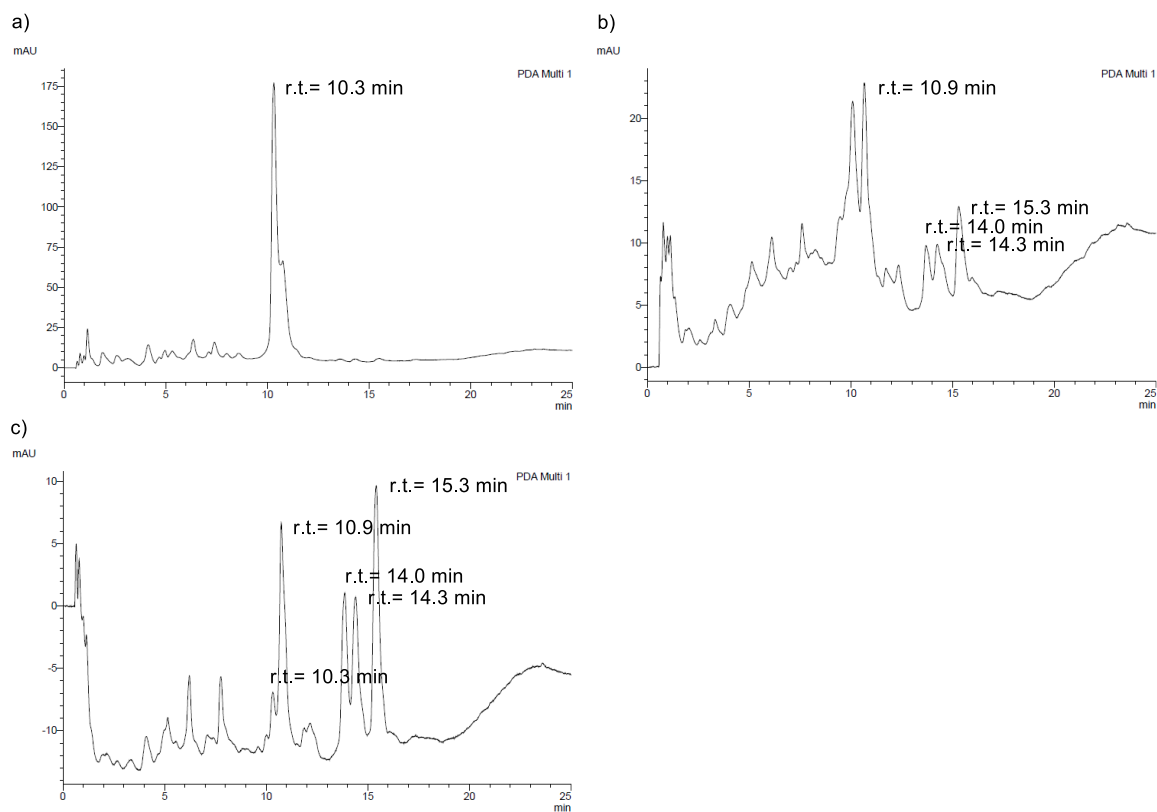 a)
mAU
PDA Multi 1
r.t.= 10.3 min
175
150
125
100
75
50
25
0
0 5 10 15 20 25
min
b)
mAU
PDA Multi 1
r.t.= 10.9 min
r.t.= 15.3 min
r.t.= 14.0 min
r.t.= 14.3 min
20
15
10
5
0
0 5 10 15 20 25
min
c)
mAU
PDA Multi 1
r.t.= 15.3 min
r.t.= 10.9 min
r.t.= 14.0 min
r.t.= 14.3 min
r.t.= 10.3 min
10
5
0
-5
-10
0 5 10 15 20 25
min